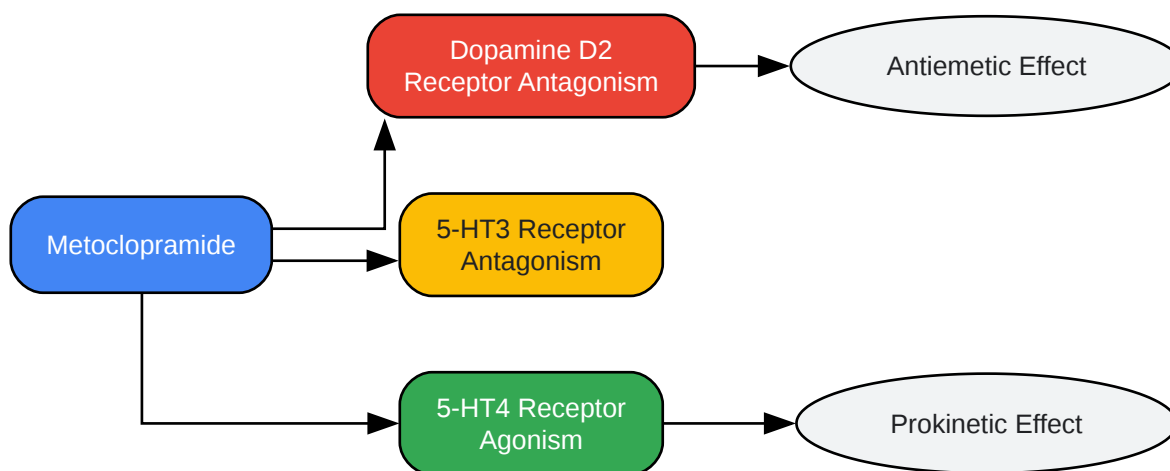 Dopamine D2
Receptor Antagonism
Antiemetic Effect
Metoclopramide
5-HT3 Receptor
Antagonism
5-HT4 Receptor
Agonism
Prokinetic Effect